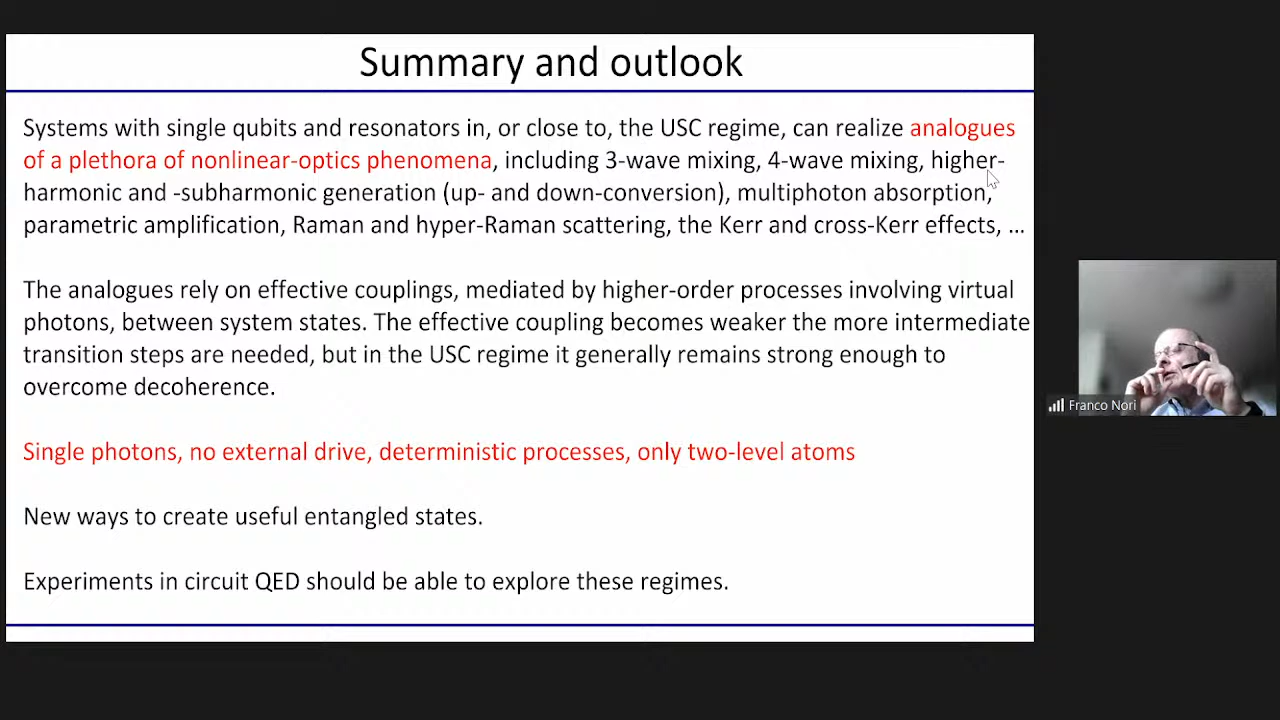 Summary and outlook
Systems with single qubits and resonators in, or close to, the USC regime, can realize analogues
of a plethora of nonlinear-optics phenomena, including 3-wave mixing, 4-wave mixing, higher-
harmonic and -subharmonic generation (up- and down-conversion), multiphoton absorption,
parametric amplification, Raman and hyper-Raman scattering, the Kerr and cross-Kerr effects, ...
The analogues rely on effective couplings, mediated by higher-order processes involving virtual
photons, between system states. The effective coupling becomes weaker the more intermediate
transition steps are needed, but in the USC regime it generally remains strong enough to
overcome decoherence.
Single photons, no external drive, deterministic processes, only two-level atoms
New ways to create useful entangled states.
Experiments in circuit QED should be able to explore these regimes.
Franco Nori